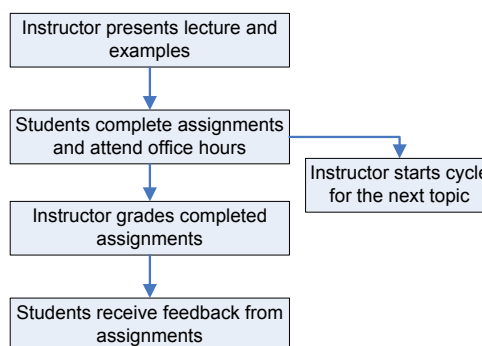 Instructor presents lecture and
examples
Students complete assignments
and attend office hours
Instructor starts cycle
for the next topic
Instructor grades completed
assignments
Students receive feedback from
assignments